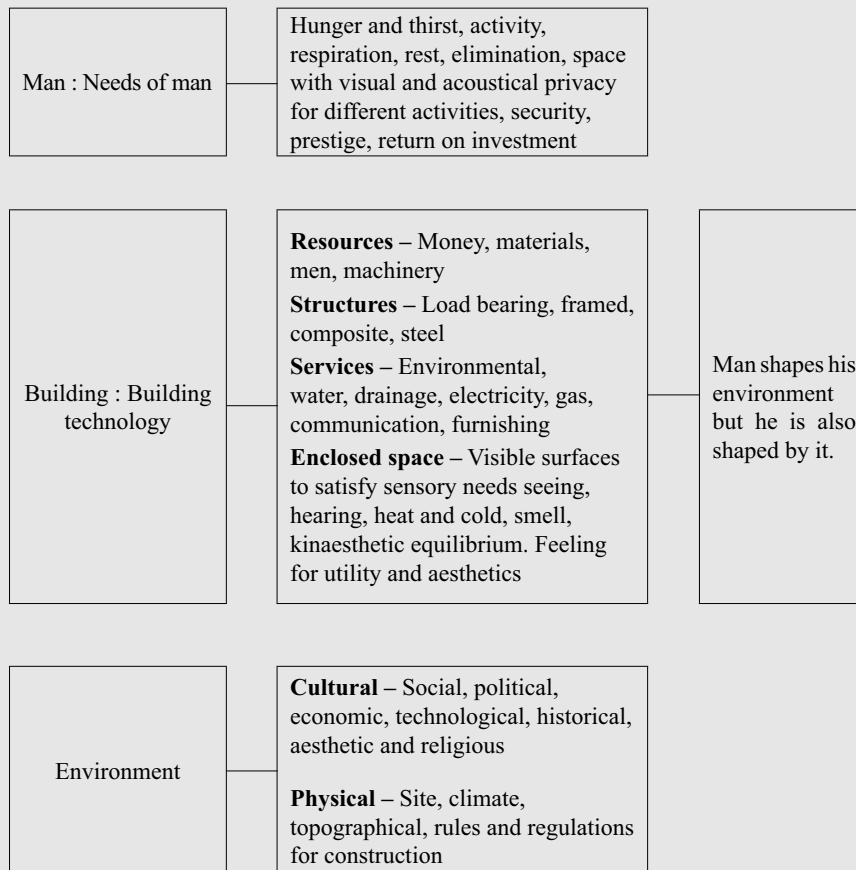 Man : Needs of man
Hunger and thirst, activity,
respiration, rest, elimination, space
with visual and acoustical privacy
for different activities, security,
prestige, return on investment
Building : Building
technology
Resources – Money, materials,
men, machinery
Structures – Load bearing, framed,
composite, steel
Services – Environmental,
water, drainage, electricity, gas,
communication, furnishing
Enclosed space – Visible surfaces
to satisfy sensory needs seeing,
hearing, heat and cold, smell,
kinaesthetic equilibrium. Feeling
for utility and aesthetics
Man shapes his
environment
but he is also
shaped by it.
Environment
Cultural – Social, political,
economic, technological, historical,
aesthetic and religious
Physical – Site, climate,
topographical, rules and regulations
for construction